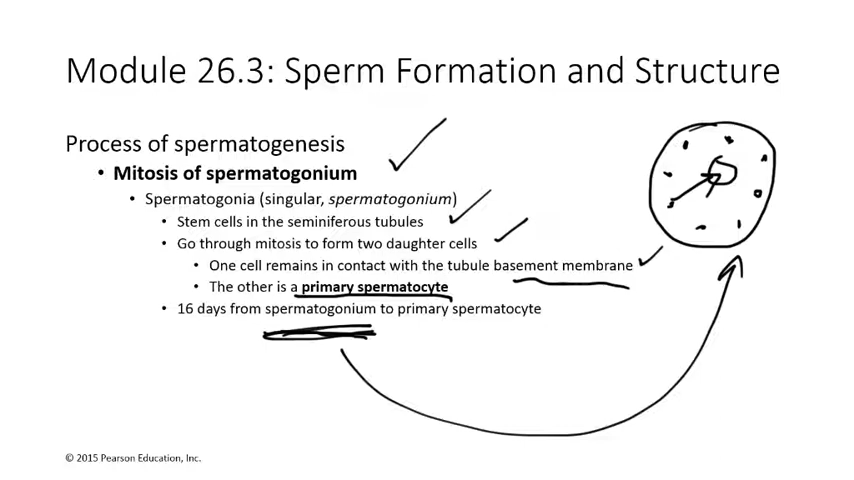 Module 26.3: Sperm Formation and Structure
Process of spermatogenesis
• Mitosis of spermatogonium
• Spermatogonia (singular, spermatogonium)
• Stem cells in the seminiferous tubules
• Go through mitosis to form two daughter cells
• One cell remains in contact with the tubule basement membrane
• The other is a primary spermatocyte
• 16 days from spermatogonium to primary spermatocyte
© 2015 Pearson Education, Inc.